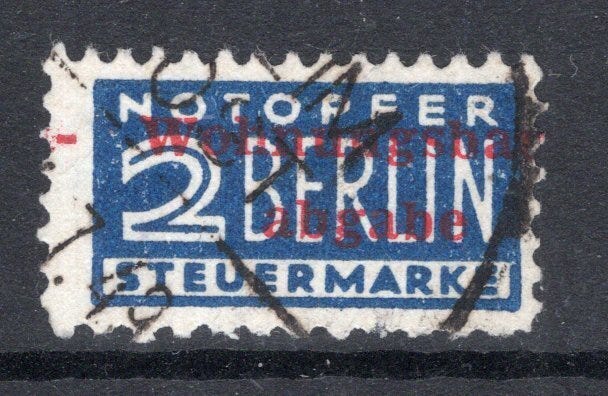 NOTOPFER
2 BERLIN
STEUERMARKE
Wohnungsbau
abgabe